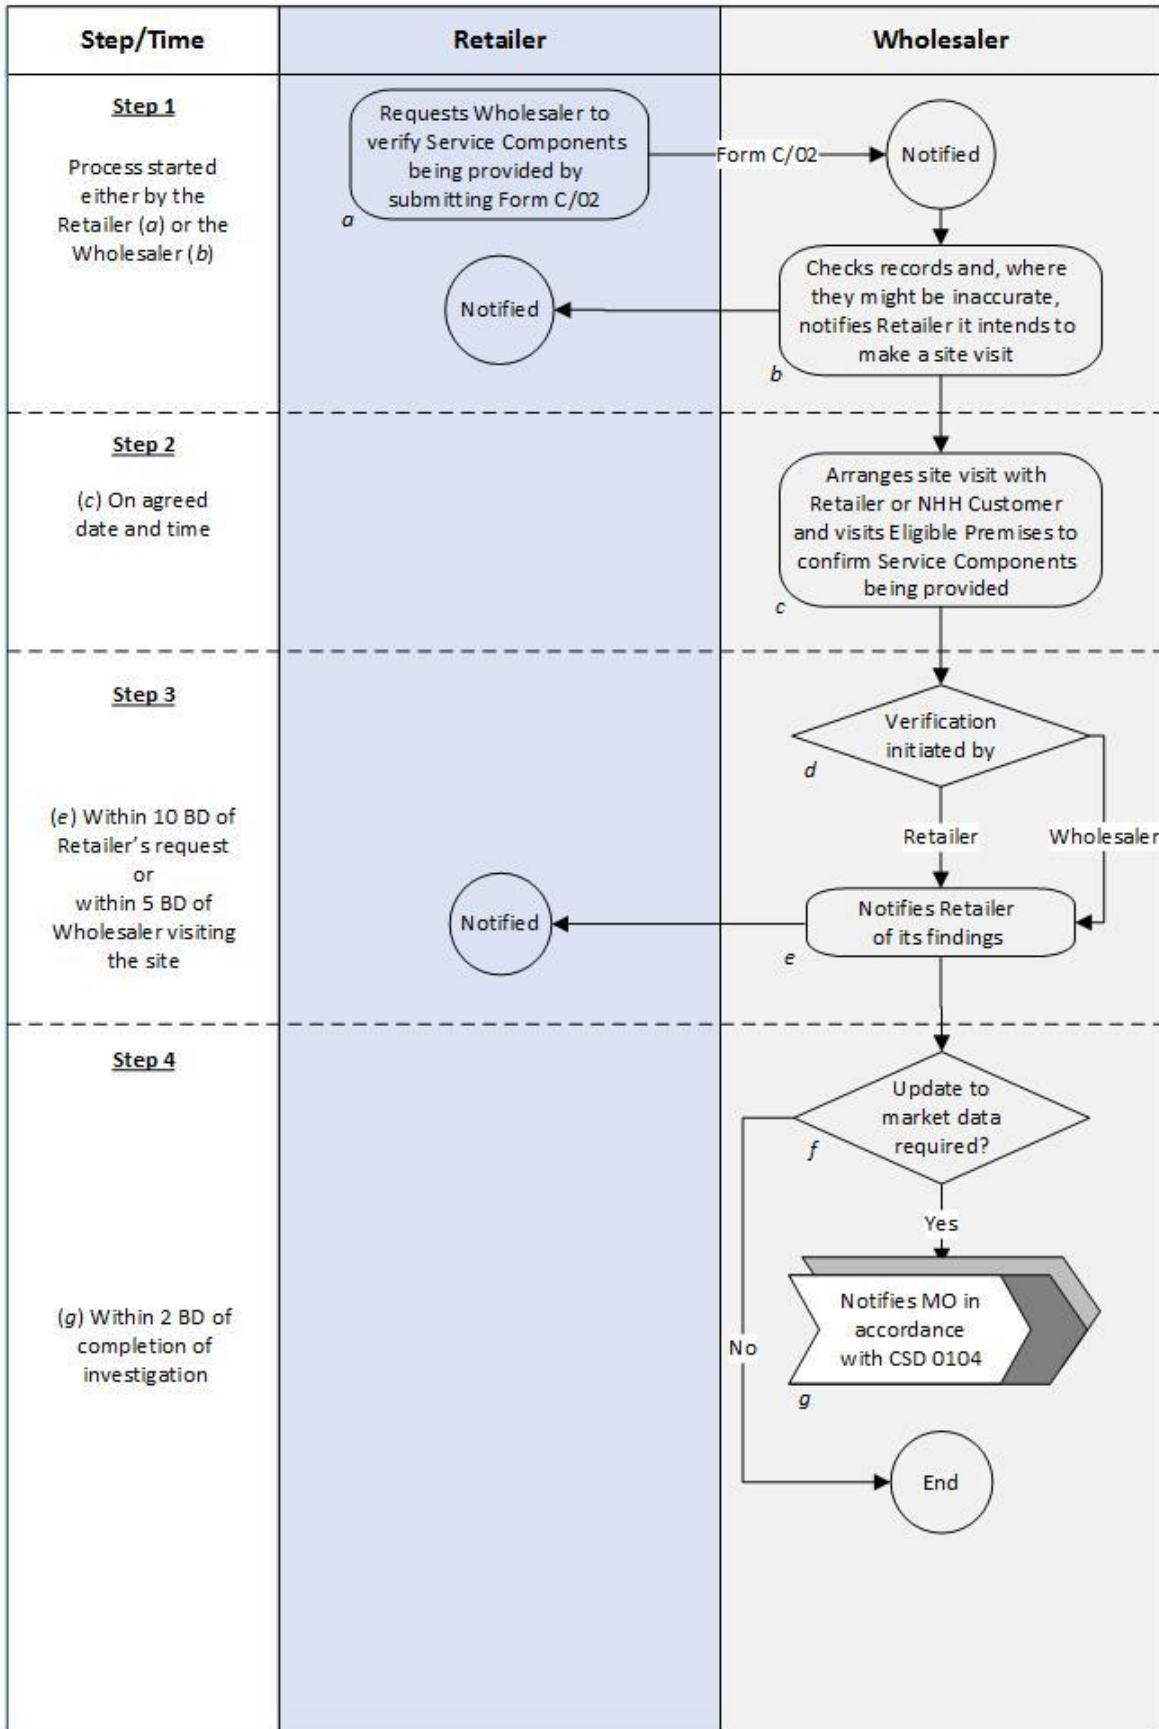 Step/Time
Retailer
Wholesaler
Step 1
Process started
either by the
Retailer (a) or the
Wholesaler (b)
Requests Wholesaler to
verify Service Components
being provided by
submitting Form C/02
a
Form C/02
Notified
Notified
Checks records and, where
they might be inaccurate,
notifies Retailer it intends to
make a site visit
b
Step 2
(c) On agreed
date and time
Arranges site visit with
Retailer or NHH Customer
and visits Eligible Premises to
confirm Service Components
being provided
c
Step 3
Verification
initiated by
d
Retailer
Wholesaler
(e) Within 10 BD of
Retailer's request
or
within 5 BD of
Wholesaler visiting
the site
Notified
Notifies Retailer
of its findings
e
Step 4
Update to
market data
required?
f
Yes
No
(g) Within 2 BD of
completion of
investigation
Notifies MO in
accordance
with CSD 0104
g
End